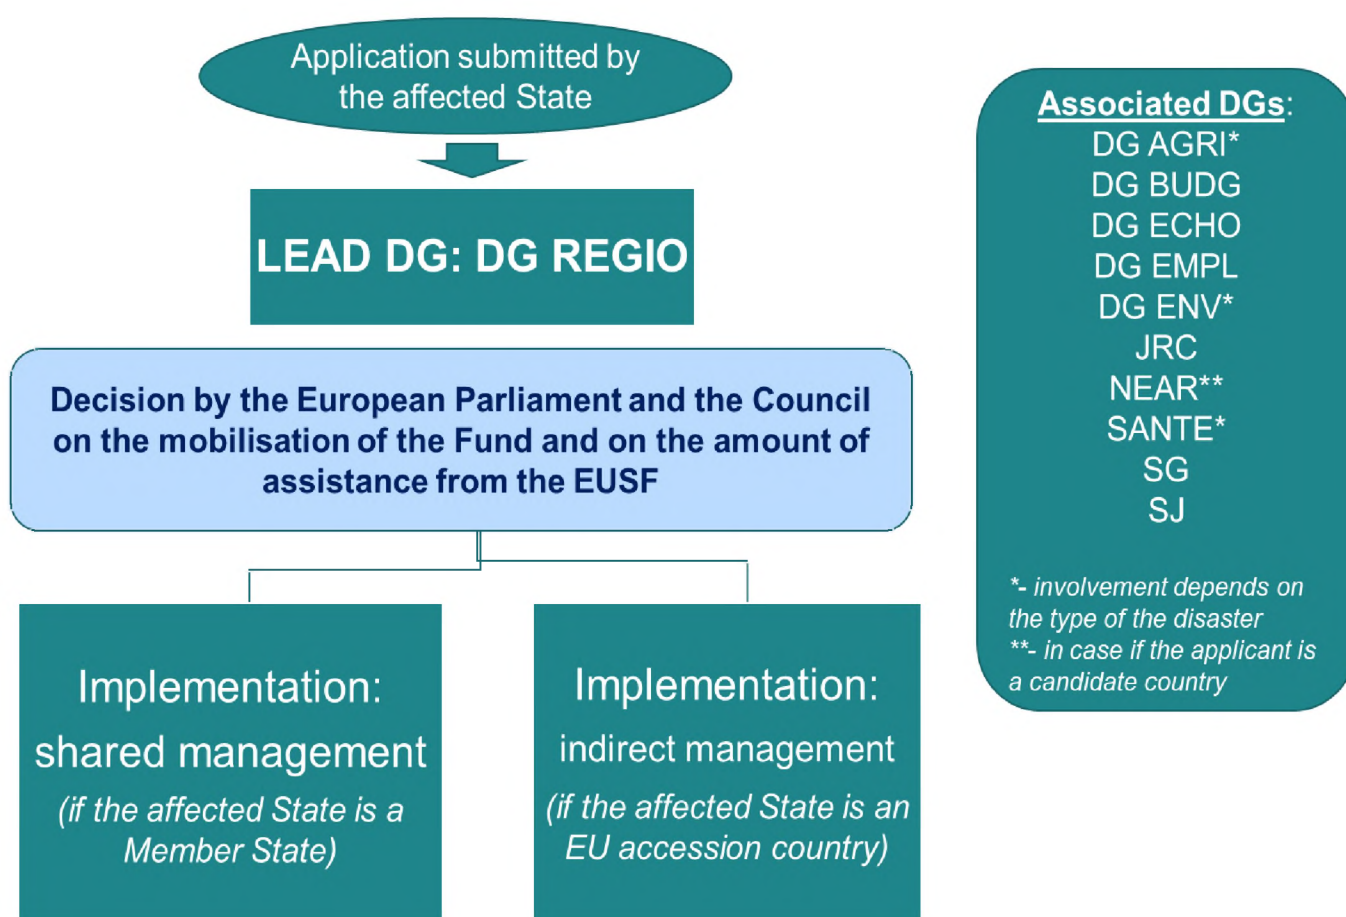 Application submitted by
the affected State
LEAD DG: DG REGIO
Decision by the European Parliament and the Council
on the mobilisation of the Fund and on the amount of
assistance from the EUSF
Implementation:
shared management
(if the affected State is a
Member State)
Implementation:
indirect management
(if the affected State is an
EU accession country)
Associated DGs:
DG AGRI*
DG BUDG
DG ECHO
DG EMPL
DG ENV*
JRC
NEAR**
SANTE*
SG
SJ
*- involvement depends on
the type of the disaster
**- in case if the applicant is
a candidate country